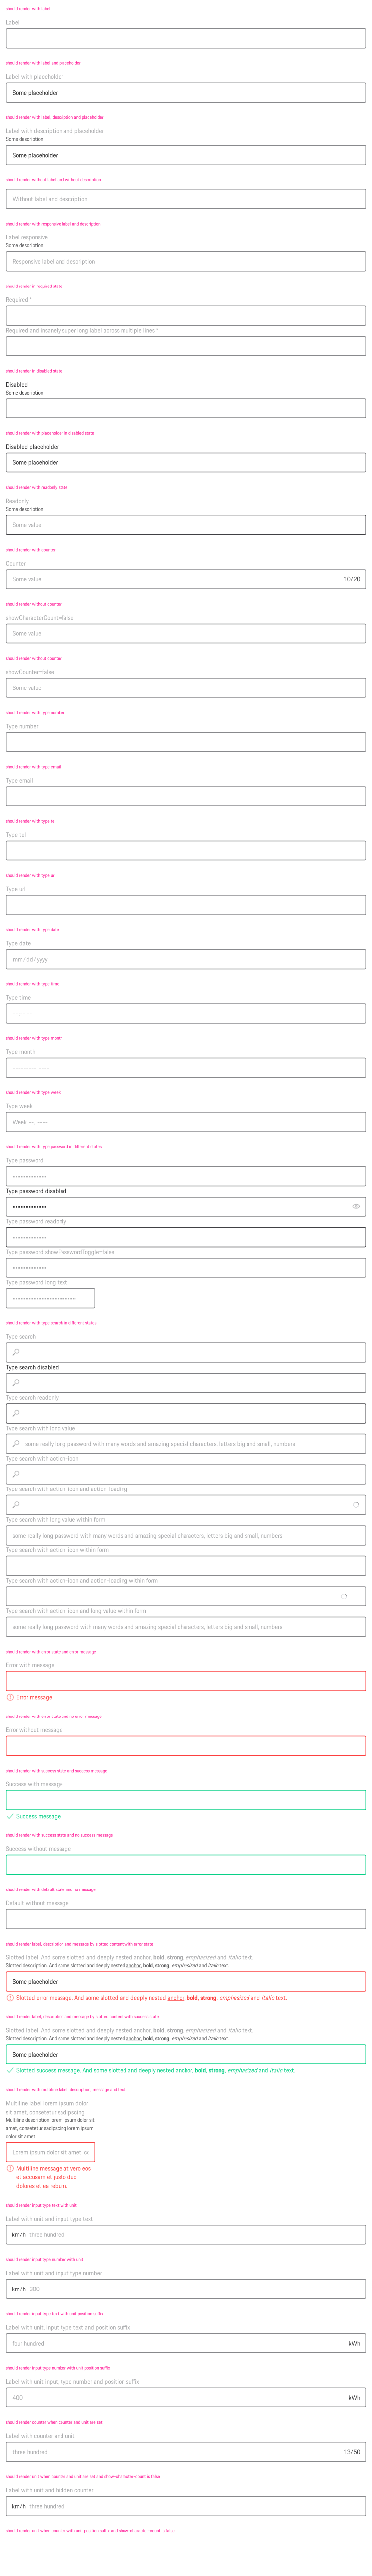 should render with label
Label
should render with label and placeholder
Label with placeholder
Some placeholder
should render with label, description and placeholder
Label with description and placeholder
Some description
Some placeholder
should render without label and without description
Without label and description
should render with responsive label and description
Label responsive
Some description
Responsive label and description
should render in required state
Required *
Required and insanely super long label across multiple lines *
should render in disabled state
Disabled
Some description
should render with placeholder in disabled state
Disabled placeholder
Some placeholder
should render with readonly state
Readonly
Some description
Some value
should render with counter
Counter
Some value 10/20
should render without counter
showCharacterCount=false
Some value
should render without counter
showCounter=false
Some value
should render with type number
Type number
should render with type email
Type email
should render with type tel
Type tel
should render with type url
Type url
should render with type date
Type date
mm/dd/yyyy
should render with type time
Type time
--:-- --
should render with type month
Type month
--------- ----
should render with type week
Type week
Week --, ----
should render with type password in different states
Type password
Type password disabled
Type password readonly
Type password showPasswordToggle=false
Type password long text
should render with type search in different states
Type search
Type search disabled
Type search readonly
Type search with long value
some really long password with many words and amazing special characters, letters big and small, numbers
Type search with action-icon
Type search with action-icon and action-loading
Type search with long value within form
some really long password with many words and amazing special characters, letters big and small, numbers
Type search with action-icon within form
Type search with action-icon and action-loading within form
Type search with action-icon and long value within form
some really long password with many words and amazing special characters, letters big and small, numbers
should render with error state and error message
Error with message
Error message
should render with error state and no error message
Error without message
should render with success state and success message
Success with message
Success message
should render with success state and no success message
Success without message
should render with default state and no message
Default without message
should render label, description and message by slotted content with error state
Slotted label. And some slotted and deeply nested anchor, bold, strong, emphasized and italic text.
Slotted description. And some slotted and deeply nested anchor, bold, strong, emphasized and italic text.
Some placeholder
Slotted error message. And some slotted and deeply nested anchor, bold, strong, emphasized and italic text.
should render label, description and message by slotted content with success state
Slotted label. And some slotted and deeply nested anchor, bold, strong, emphasized and italic text.
Slotted description. And some slotted and deeply nested anchor, bold, strong, emphasized and italic text.
Some placeholder
Slotted success message. And some slotted and deeply nested anchor, bold, strong, emphasized and italic text.
should render with multiline label, description, message and text
Multiline label lorem ipsum dolor
sit amet, consetetur sadipscing
Multiline description lorem ipsum dolor sit
amet, consetetur sadipscing lorem ipsum
dolor sit amet
Lorem ipsum dolor sit amet, co
Multiline message at vero eos
et accusam et justo duo
dolores et ea rebum.
should render input type text with unit
Label with unit and input type text
km/h three hundred
should render input type number with unit
Label with unit and input type number
km/h 300
should render input type text with unit position suffix
Label with unit, input type text and position suffix
four hundred kWh
should render input type number with unit position suffix
Label with unit input, type number and position suffix
400 kWh
should render counter when counter and unit are set
Label with counter and unit
three hundred 13/50
should render unit when counter and unit are set and show-character-count is false
Label with unit and hidden counter
km/h three hundred
should render unit when counter with unit position suffix and show-character-count is false